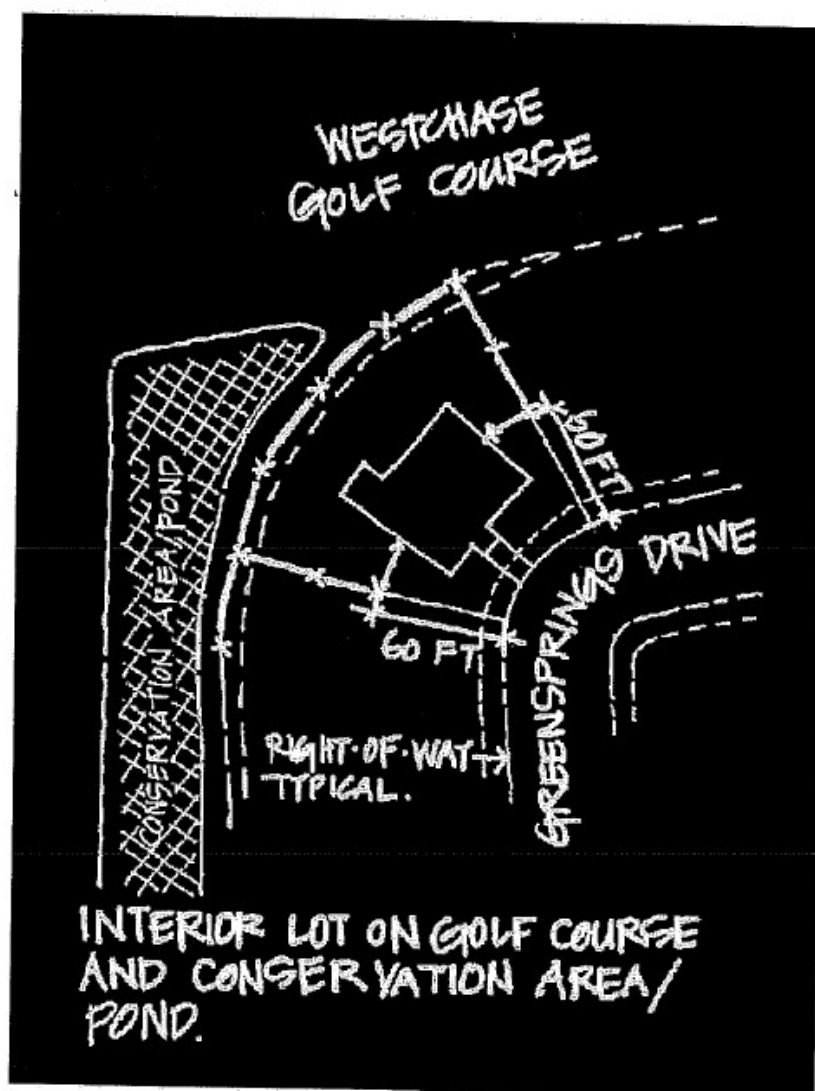 WESTCHASE
GOLF COURSE
60 FT
CONSERVATION AREA/POND
60 FT
GREENSPRINGS DRIVE
RIGHT-OF-WAY
TYPICAL.
INTERIOR LOT ON GOLF COURSE
AND CONSERVATION AREA/
POND.